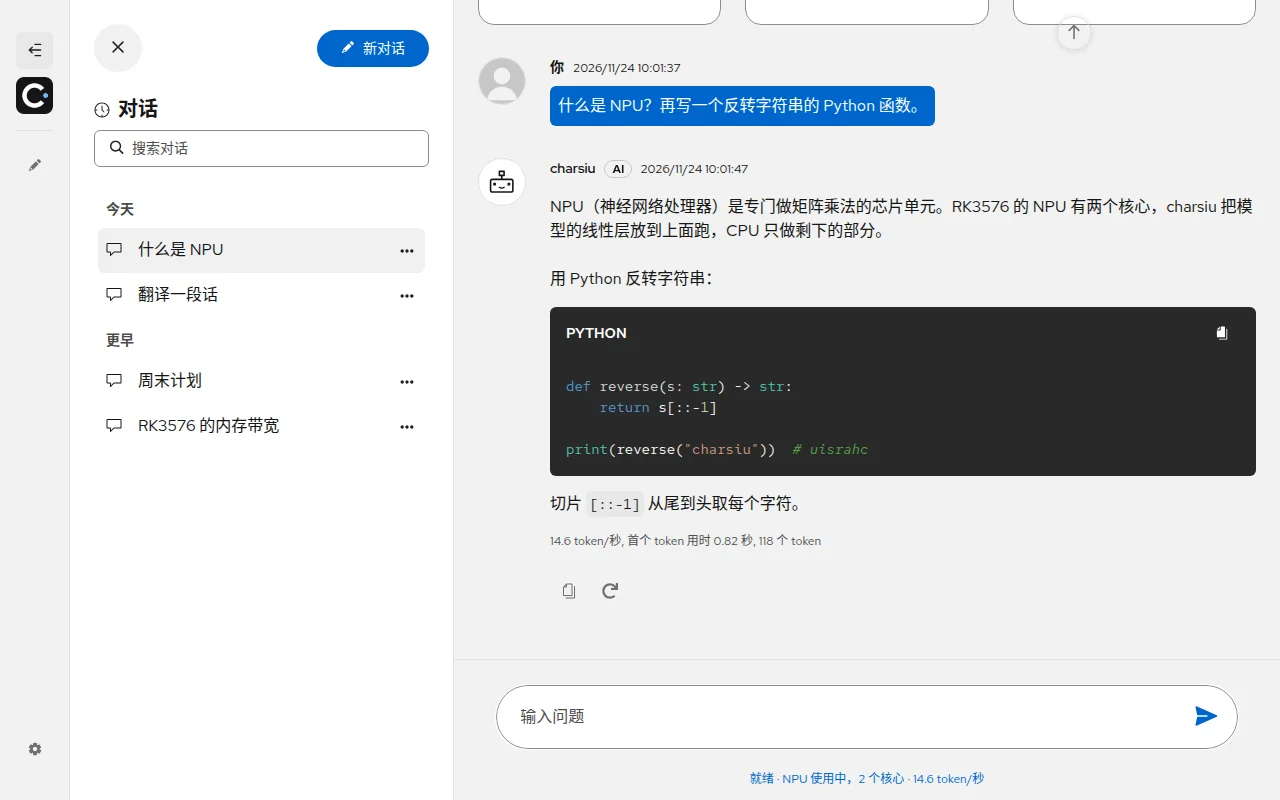 新对话
对话
搜索对话
今天
什么是 NPU
翻译一段话
更早
周末计划
RK3576 的内存带宽
你 2026/11/24 10:01:37
什么是 NPU？再写一个反转字符串的 Python 函数。
charsiu AI 2026/11/24 10:01:47
NPU（神经网络处理器）是专门做矩阵乘法的芯片单元。RK3576 的 NPU 有两个核心，charsiu 把模
型的线性层放到上面跑，CPU 只做剩下的部分。
用 Python 反转字符串：
PYTHON
def reverse(s: str) -> str:
    return s[::-1]
print(reverse("charsiu"))  # uisrahc
切片 [::-1] 从尾到头取每个字符。
14.6 token/秒, 首个 token 用时 0.82 秒, 118 个 token
输入问题
就绪 · NPU 使用中，2 个核心 · 14.6 token/秒